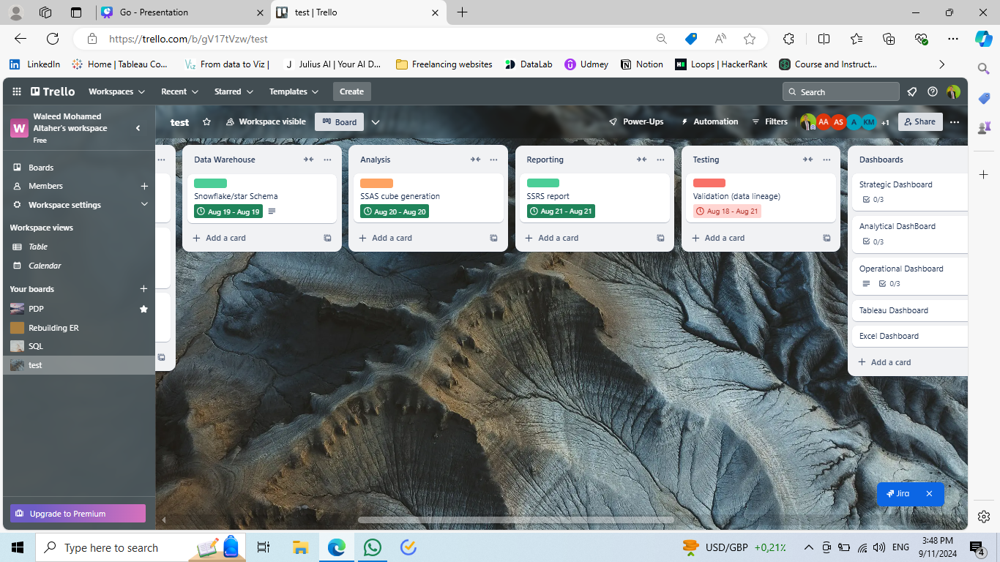 Go - Presentation
test | Trello
https://trello.com/b/gV17tVzw/test
LinkedIn
Home | Tableau Co...
From data to Viz |
Julius AI | Your AI D...
Freelancing websites
DataLab
Udmey
Notion
Loops | HackerRank
Course and Instruct...
Trello
Workspaces
Recent
Starred
Templates
Create
Search
W
Waleed Mohamed
Altaher's workspace
Free
test
Workspace visible
Board
Power-Ups
Automation
Filters
AA
AS
A
KM
+1
Share
Boards
Members
Workspace settings
Workspace views
Table
Calendar
Your boards
PDP
Rebuilding ER
SQL
test
Upgrade to Premium
Data Warehouse
Snowflake/star Schema
Aug 19 - Aug 19
Add a card
Analysis
SSAS cube generation
Aug 20 - Aug 20
Add a card
Reporting
SSRS report
Aug 21 - Aug 21
Add a card
Testing
Validation (data lineage)
Aug 18 - Aug 21
Add a card
Dashboards
Strategic Dashboard
0/3
Analytical DashBoard
0/3
Operational Dashboard
0/3
Tableau Dashboard
Excel Dashboard
Add a card
Jira
Type here to search
USD/GBP +0,21%
ENG
3:48 PM
9/11/2024
4